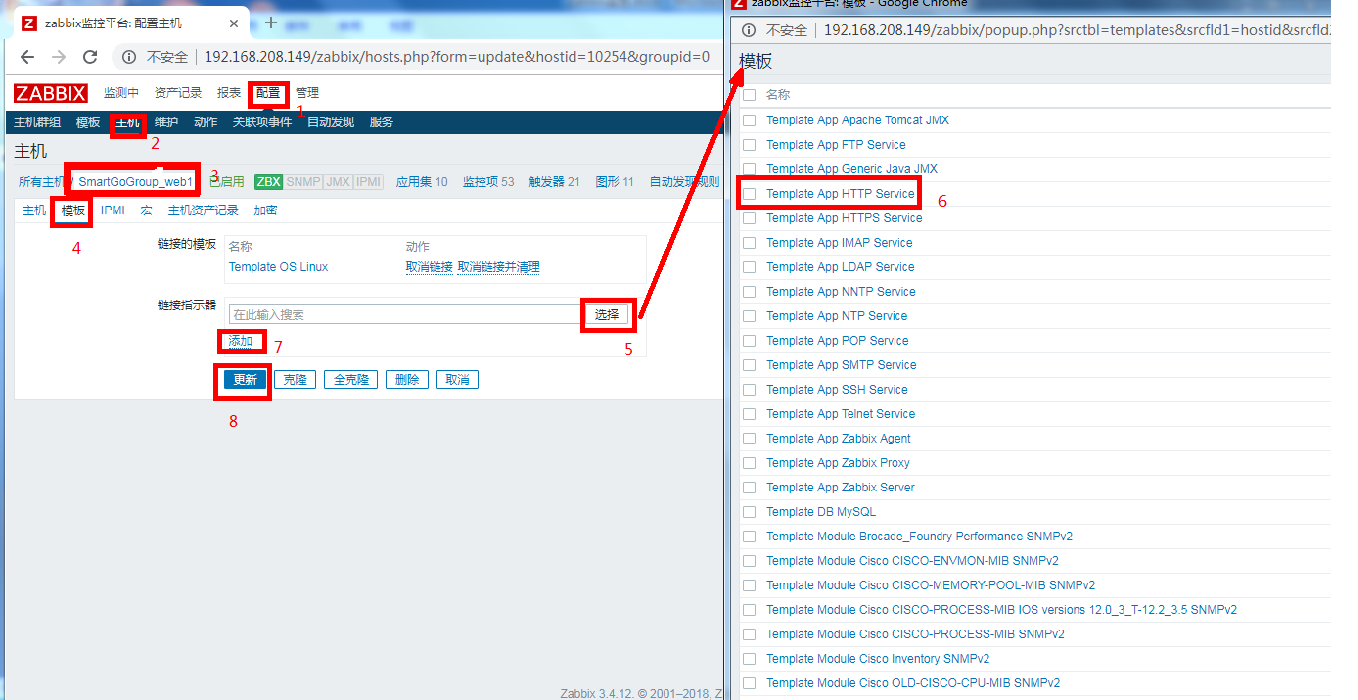 zabbix监控平台: 配置主机
不安全 192.168.208.149/zabbix/hosts.php?form=update&hostid=10254&groupid=0
ZABBIX 监测中 资产记录 报表 配置 管理
1
主机群组 模板 主机 维护 动作 关联项事件 自动发现 服务
2
主机
所有主机 / SmartGoGroup_web1 已启用 ZBX SNMP JMX IPMI 应用集 10 监控项 53 触发器 21 图形 11 自动发现规则
3
主机 模板 IPMI 宏 主机资产记录 加密
4
链接的模板 名称 动作
Template OS Linux 取消链接 取消链接并清理
链接指示器 在此输入搜索 选择
5
添加
7
更新 克隆 全克隆 删除 取消
8
Zabbix 3.4.12. © 2001–2018, Z
zabbix监控平台: 模板 - Google Chrome
不安全 192.168.208.149/zabbix/popup.php?srctbl=templates&srcfld1=hostid&srcfld2
模板
名称
Template App Apache Tomcat JMX
Template App FTP Service
Template App Generic Java JMX
Template App HTTP Service
6
Template App HTTPS Service
Template App IMAP Service
Template App LDAP Service
Template App NNTP Service
Template App NTP Service
Template App POP Service
Template App SMTP Service
Template App SSH Service
Template App Telnet Service
Template App Zabbix Agent
Template App Zabbix Proxy
Template App Zabbix Server
Template DB MySQL
Template Module Brocade_Foundry Performance SNMPv2
Template Module Cisco CISCO-ENVMON-MIB SNMPv2
Template Module Cisco CISCO-MEMORY-POOL-MIB SNMPv2
Template Module Cisco CISCO-PROCESS-MIB IOS versions 12.0_3_T-12.2_3.5 SNMPv2
Template Module Cisco CISCO-PROCESS-MIB SNMPv2
Template Module Cisco Inventory SNMPv2
Template Module Cisco OLD-CISCO-CPU-MIB SNMPv2